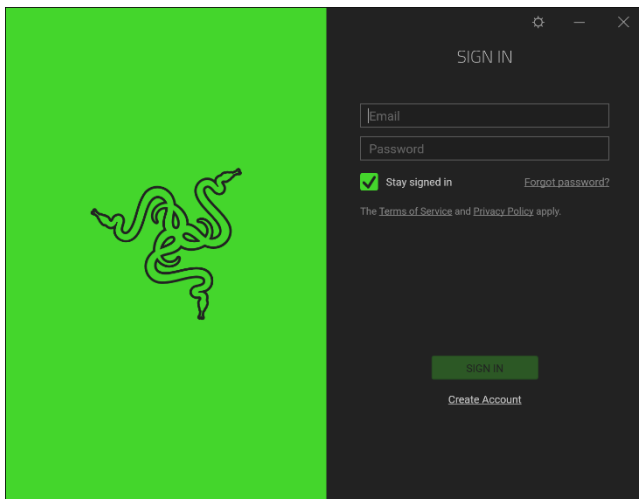 SIGN IN
Email
Password
Stay signed in
Forgot password?
The Terms of Service and Privacy Policy apply.
SIGN IN
Create Account